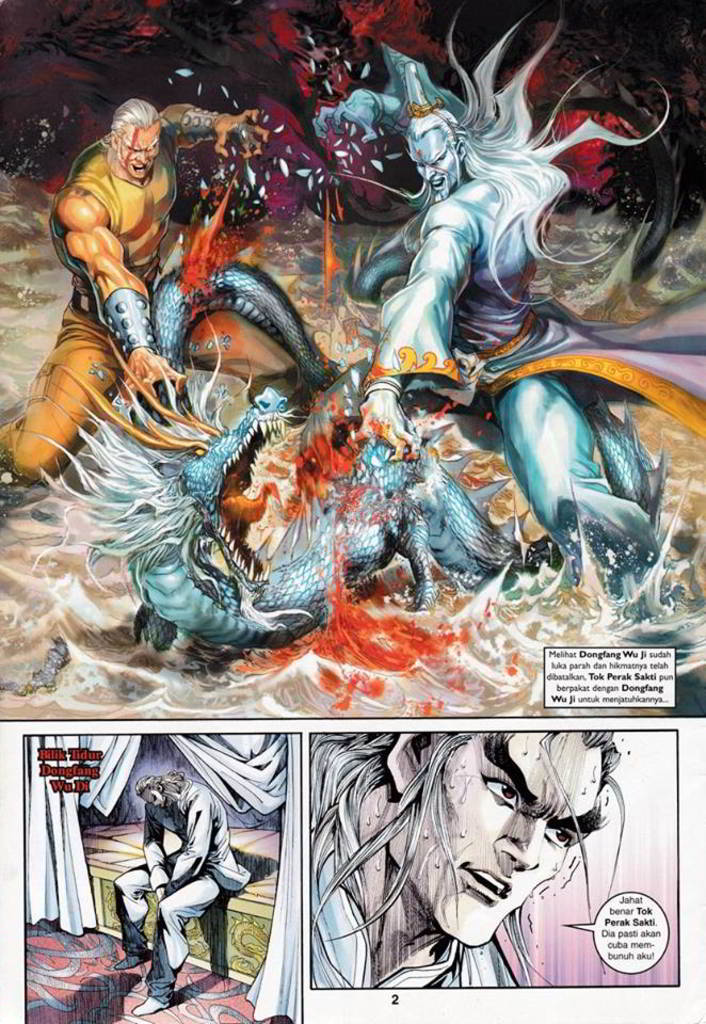 Melihat Dongfang Wu Ji sudah
luka parah dan hikmatnya telah
dibatalkan, Tok Perak Sakti pun
berpakat dengan Dongfang
Wu Ji untuk menjatuhkannya...
Bilik Tidur
Dongfang
Wu Di
Jahat
benar Tok
Perak Sakti.
Dia pasti akan
cuba mem-
bunuh aku!
2